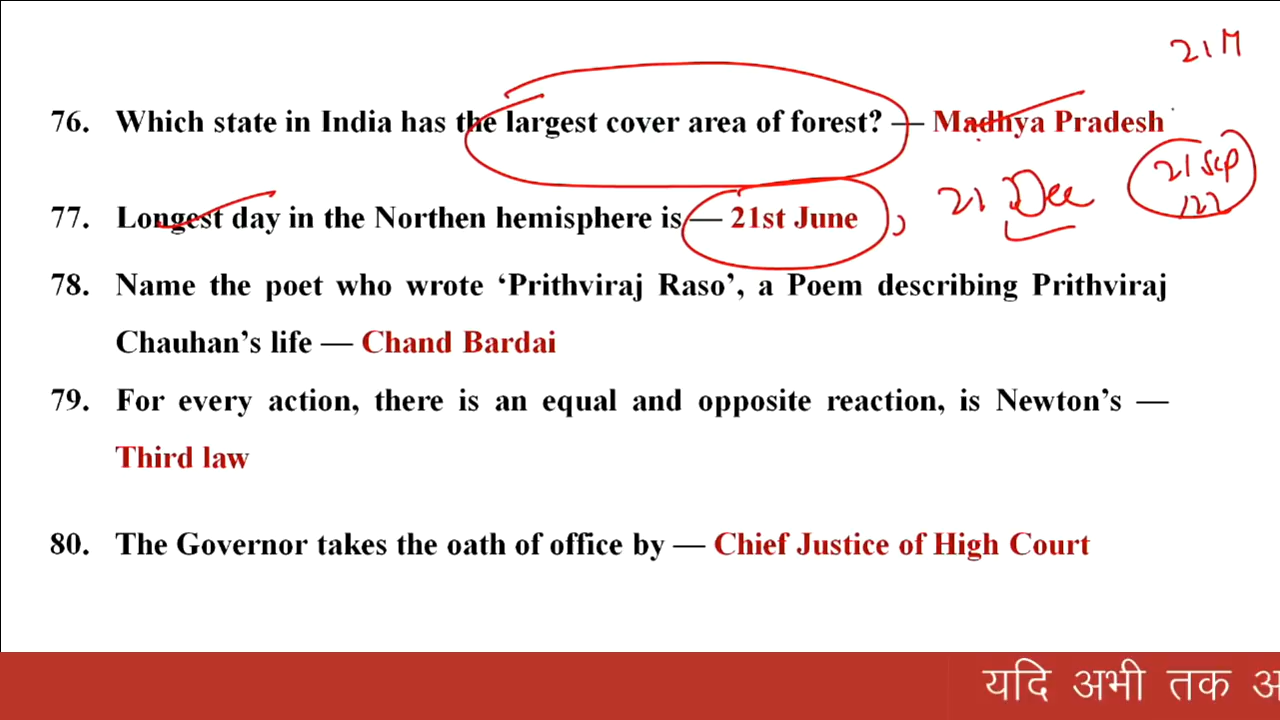 21 M
76. Which state in India has the largest cover area of forest? — Madhya Pradesh
21 Dec
21 Sep
122
77. Longest day in the Northen hemisphere is — 21st June
78. Name the poet who wrote ‘Prithviraj Raso’, a Poem describing Prithviraj
Chauhan’s life — Chand Bardai
79. For every action, there is an equal and opposite reaction, is Newton’s —
Third law
80. The Governor takes the oath of office by — Chief Justice of High Court
यदि अभी तक